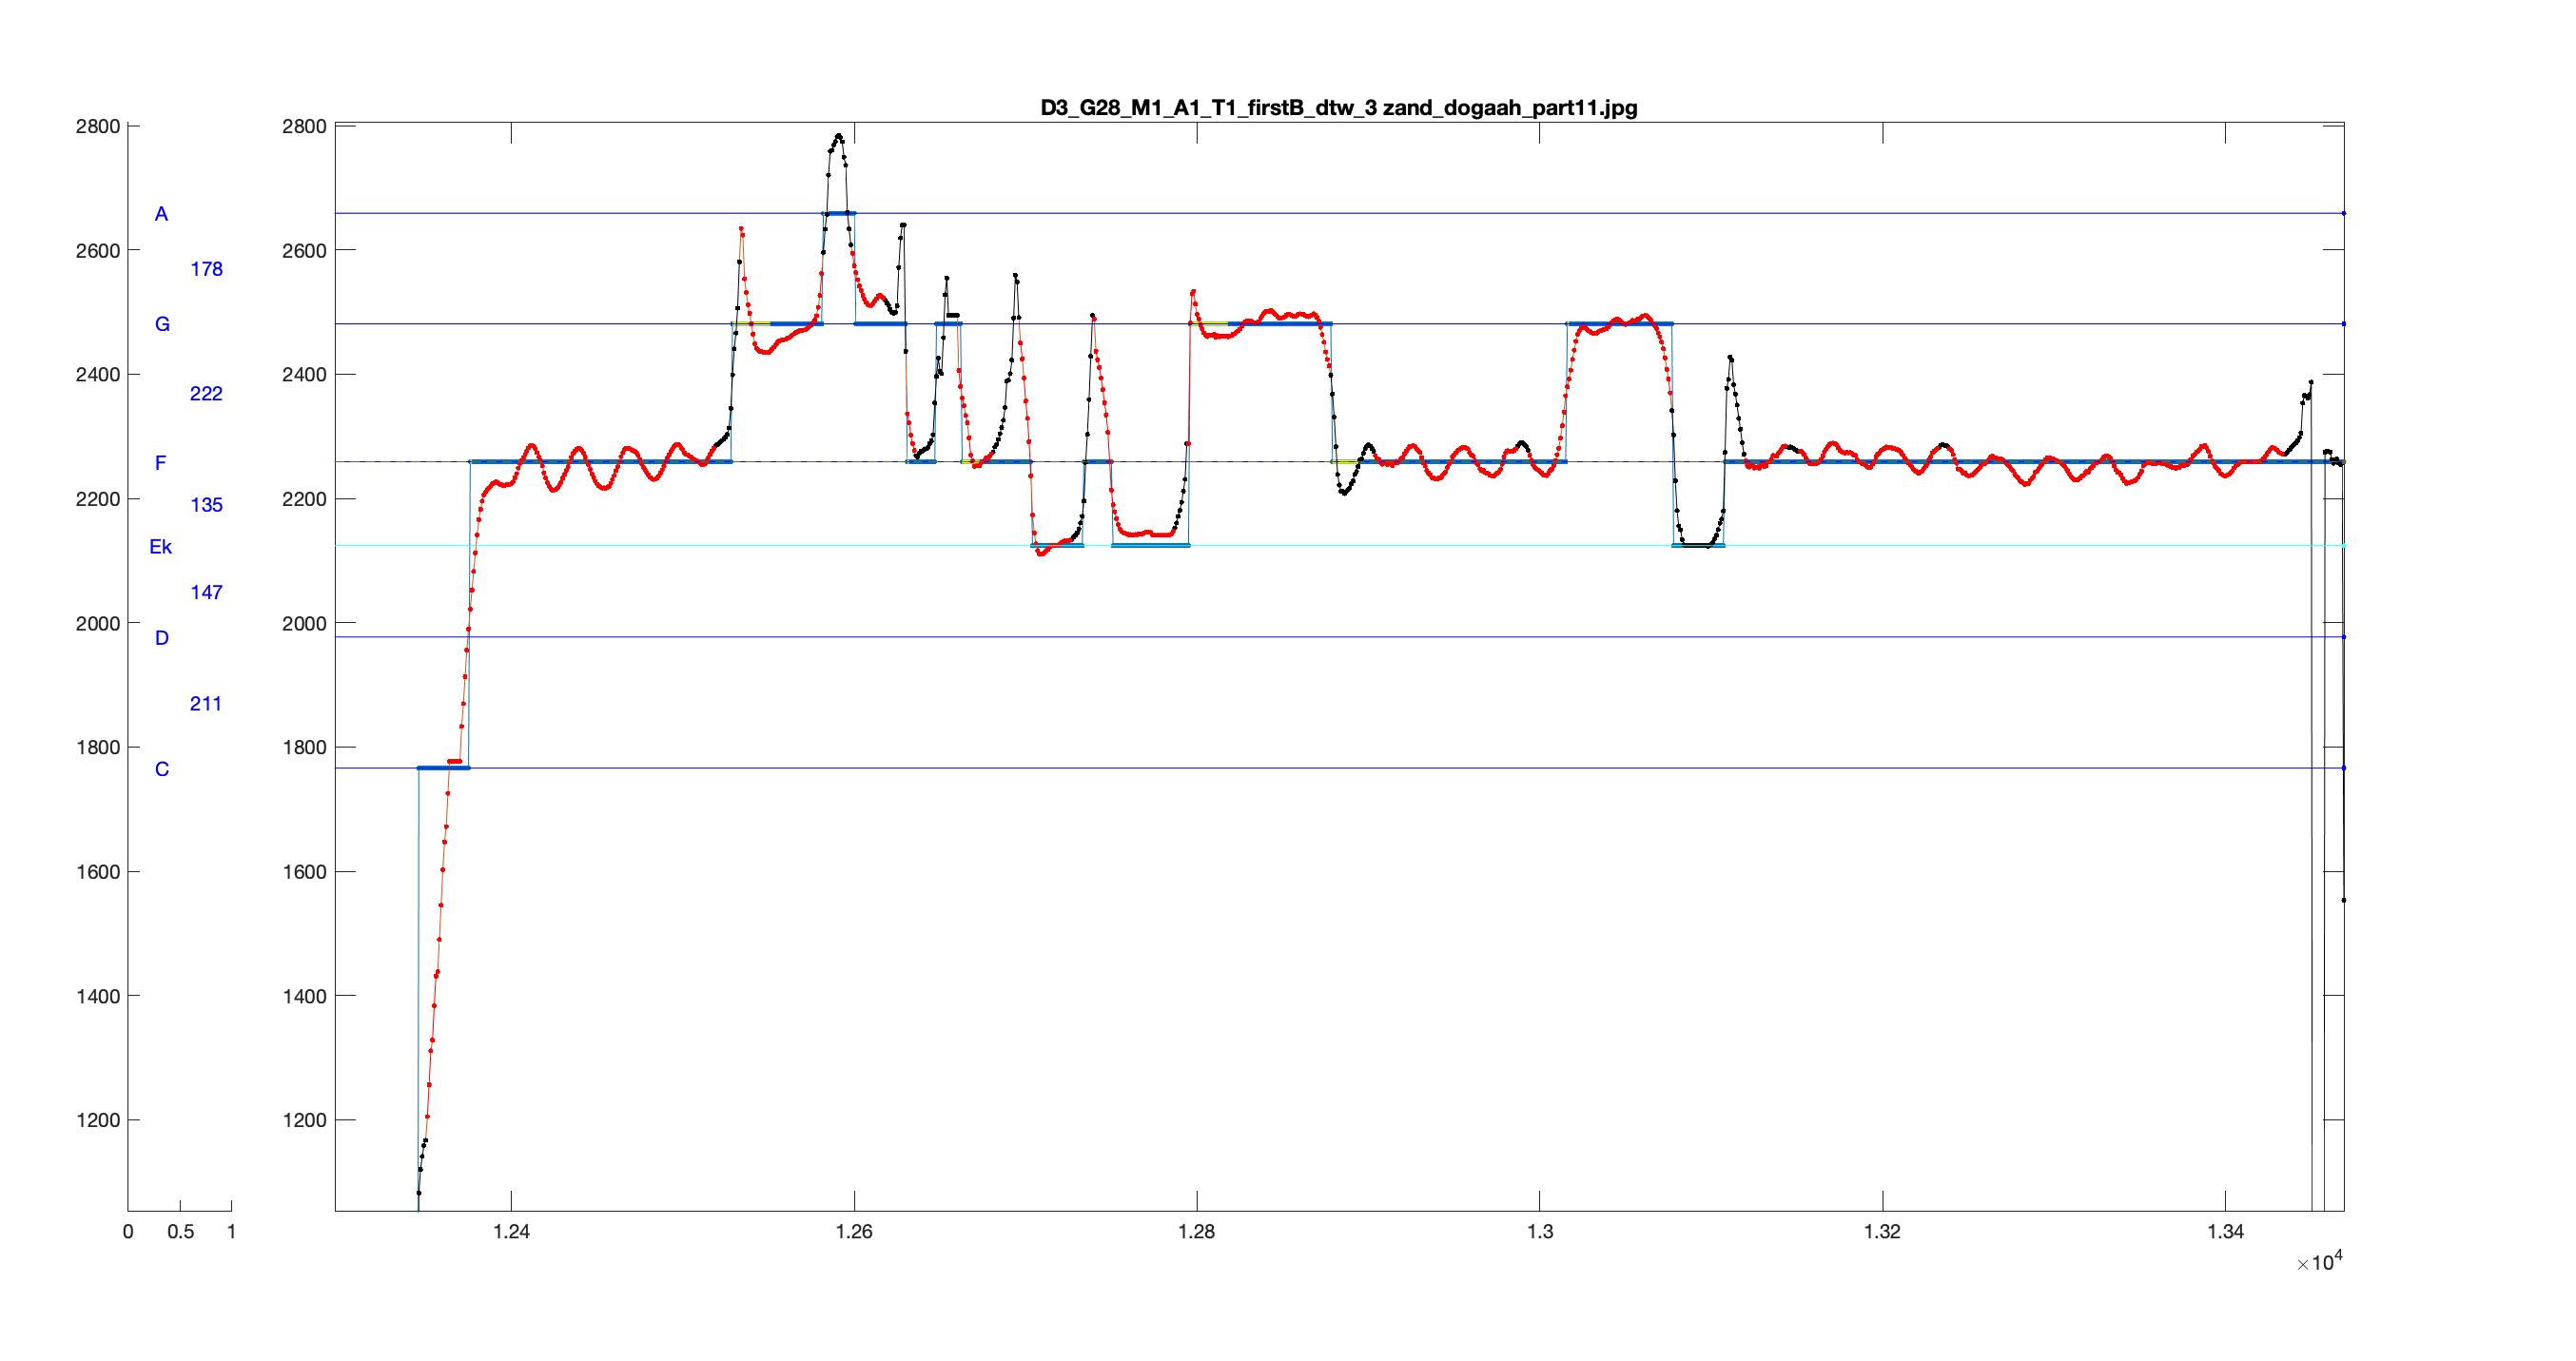 D3_G28_M1_A1_T1_firstB_dtw_3 zand_dogaah_part11.jpg
2800 2800
A
178
2600 2600
G
222
2400 2400
F
135
2200 2200
Ek
147
2000 2000
D
211
1800 1800
C
1600 1600
1400 1400
1200 1200
0 0.5 1 1.24 1.26 1.28 1.3 1.32 1.34
×10⁴